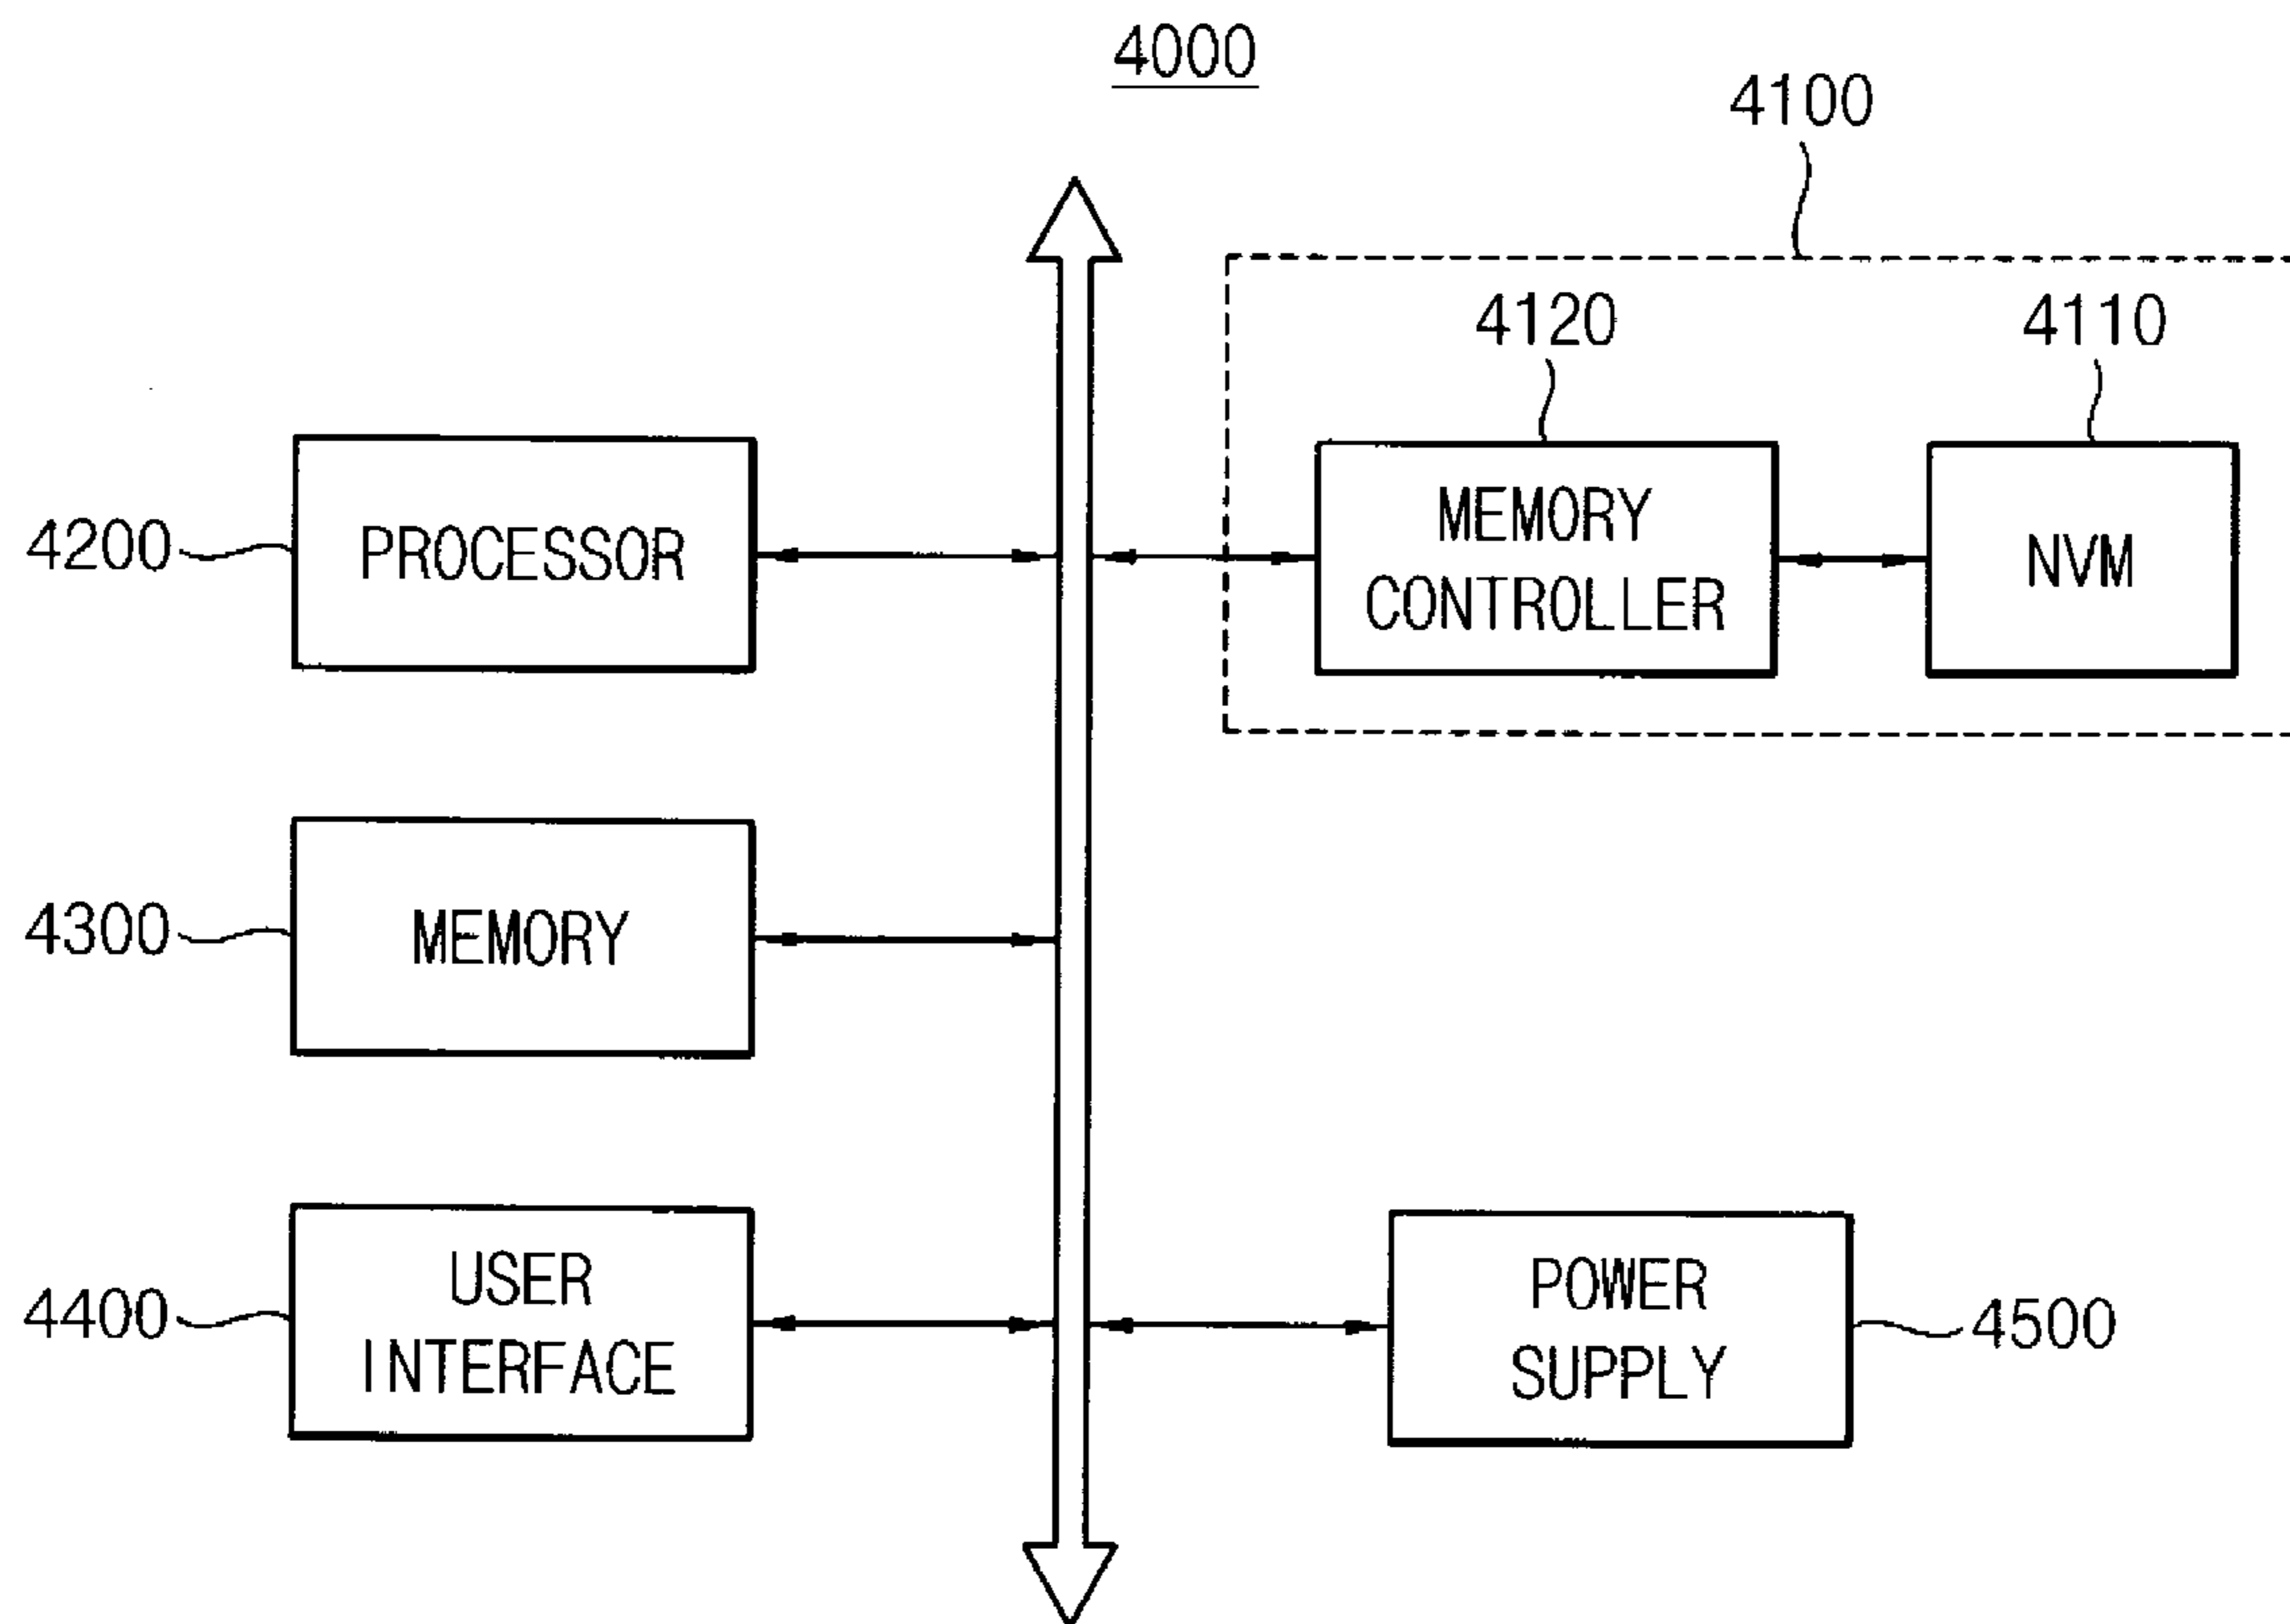 4000
4100
4120
4110
4200
PROCESSOR
MEMORY
CONTROLLER
NVM
4300
MEMORY
4400
USER
INTERFACE
POWER
SUPPLY
4500